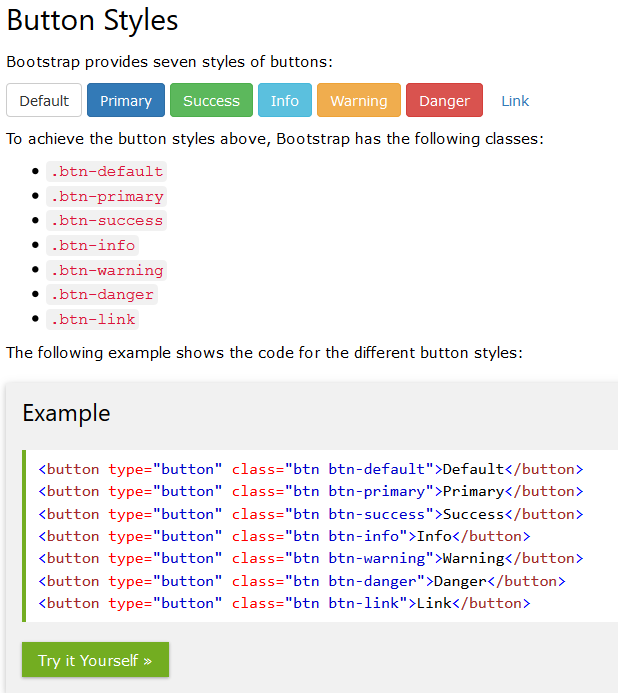 Button Styles
Bootstrap provides seven styles of buttons:
Default Primary Success Info Warning Danger Link
To achieve the button styles above, Bootstrap has the following classes:
.btn-default
.btn-primary
.btn-success
.btn-info
.btn-warning
.btn-danger
.btn-link
The following example shows the code for the different button styles:
Example
<button type="button" class="btn btn-default">Default</button>
<button type="button" class="btn btn-primary">Primary</button>
<button type="button" class="btn btn-success">Success</button>
<button type="button" class="btn btn-info">Info</button>
<button type="button" class="btn btn-warning">Warning</button>
<button type="button" class="btn btn-danger">Danger</button>
<button type="button" class="btn btn-link">Link</button>
Try it Yourself »